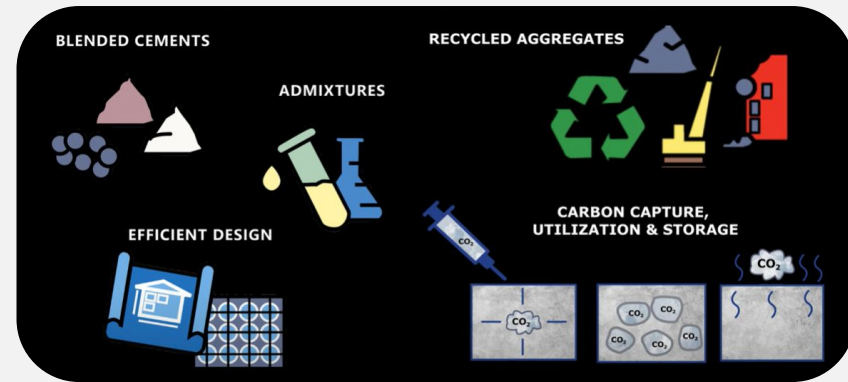 BLENDED CEMENTS
ADMIXTURES
RECYCLED AGGREGATES
EFFICIENT DESIGN
CARBON CAPTURE,
UTILIZATION & STORAGE
CO₂
CO₂
CO₂
CO₂
CO₂
CO₂
CO₂
CO₂